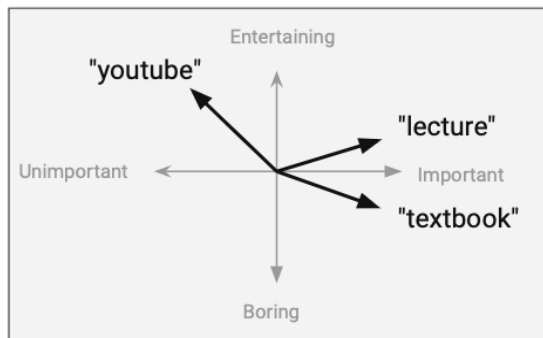 Entertaining
"youtube"
"lecture"
Unimportant
Important
"textbook"
Boring